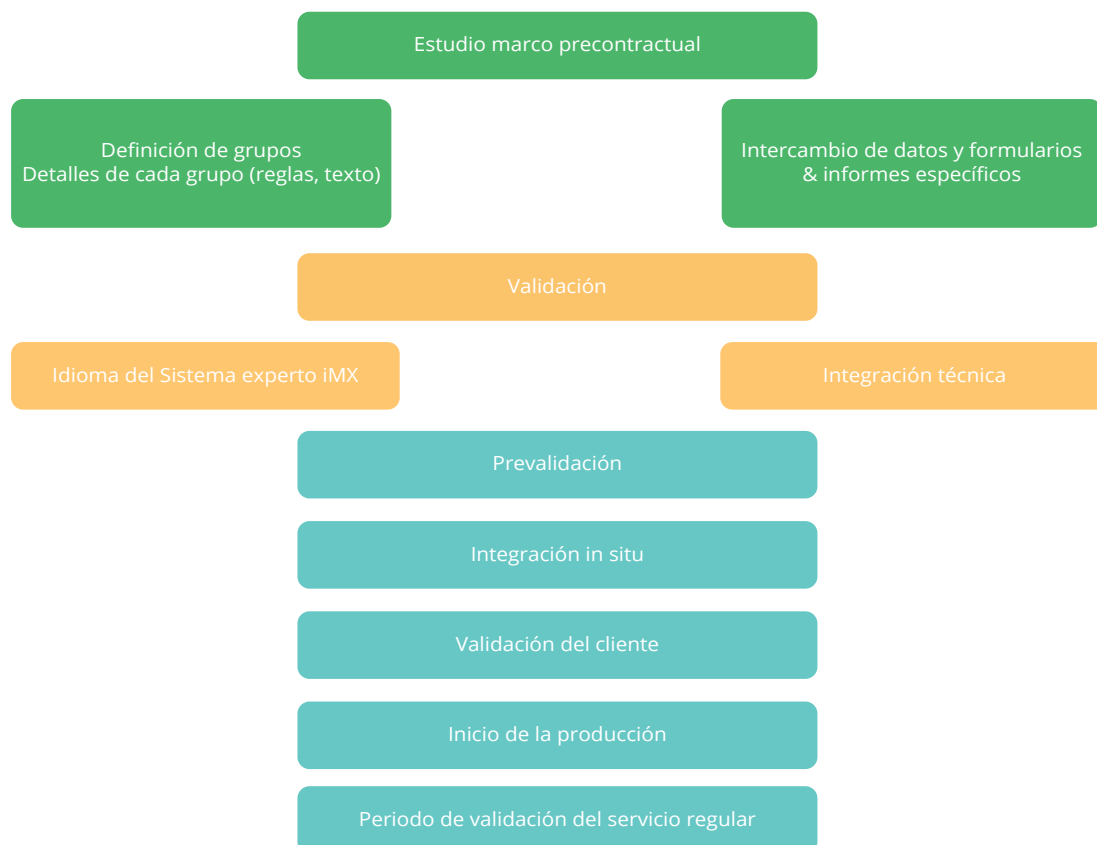 Estudio marco precontractual
Definición de grupos
Detalles de cada grupo (reglas, texto)
Intercambio de datos y formularios
& informes específicos
Validación
Idioma del Sistema experto iMX
Integración técnica
Prevalidación
Integración in situ
Validación del cliente
Inicio de la producción
Periodo de validación del servicio regular